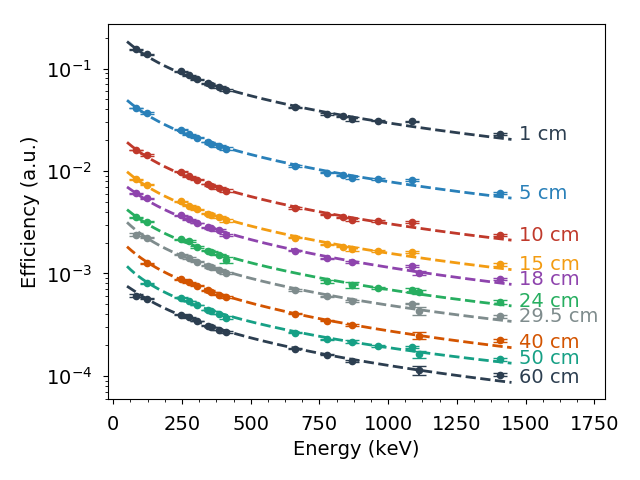 10⁻¹
10⁻²
10⁻³
10⁻⁴
Efficiency (a.u.)
1 cm
5 cm
10 cm
15 cm
18 cm
24 cm
29.5 cm
40 cm
50 cm
60 cm
0 250 500 750 1000 1250 1500 1750
Energy (keV)